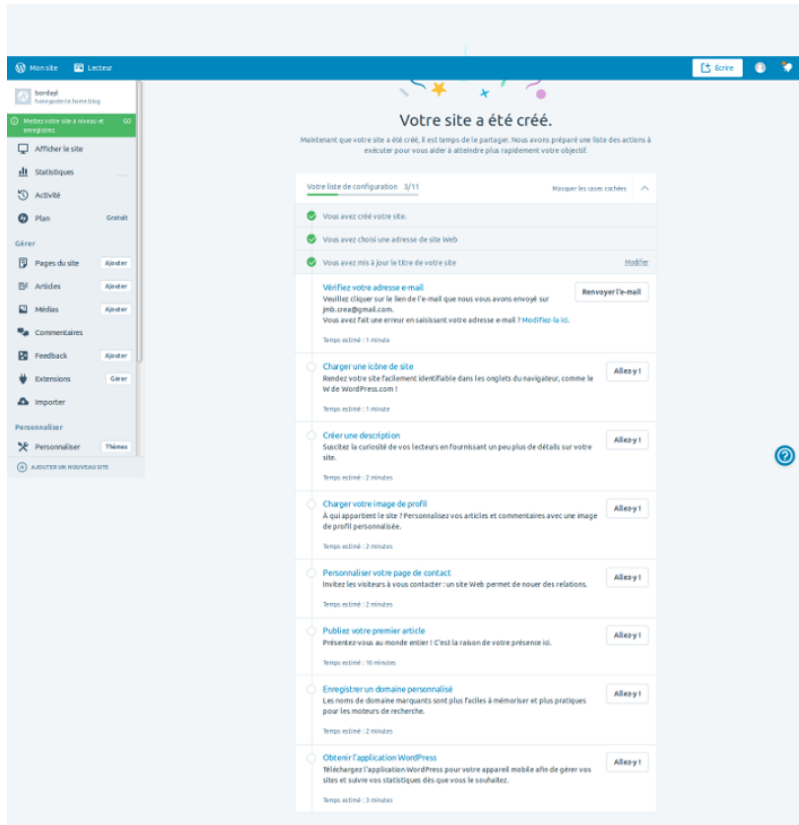 Mon site
Lecteur
Écrire
bordayl
Mettez votre site à niveau et
GO
enregistrez.
Afficher le site
Statistiques
Activité
Plan
Gratuit
Gérer
Pages du site
Ajouter
Articles
Ajouter
Médias
Ajouter
Commentaires
Feedback
Ajouter
Extensions
Gérer
Importer
Personnaliser
Personnaliser
Thèmes
AJOUTER UN NOUVEAU SITE
Votre site a été créé.
Maintenant que votre site a été créé, il est temps de le partager. Nous avons préparé une liste des actions à
exécuter pour vous aider à atteindre plus rapidement votre objectif.
Votre liste de configuration 3/11
Masquer les cases cochées
Vous avez créé votre site.
Vous avez choisi une adresse de site Web
Vous avez mis à jour le titre de votre site
Modifier
Vérifiez votre adresse e-mail
Veuillez cliquer sur le lien de l'e-mail que nous vous avons envoyé sur
jmb.crea@gmail.com.
Vous avez fait une erreur en saisissant votre adresse e-mail ? Modifiez-la ici.
Temps estimé : 1 minute
Renvoyer l'e-mail
Charger une icône de site
Rendez votre site facilement identifiable dans les onglets du navigateur, comme le
W de WordPress.com !
Temps estimé : 1 minute
Allez-y !
Créer une description
Suscitez la curiosité de vos lecteurs en fournissant un peu plus de détails sur votre
site.
Temps estimé : 2 minutes
Allez-y !
Charger votre image de profil
À qui appartient le site ? Personnalisez vos articles et commentaires avec une image
de profil personnalisée.
Temps estimé : 2 minutes
Allez-y !
Personnaliser votre page de contact
Invitez les visiteurs à vous contacter : un site Web permet de nouer des relations.
Temps estimé : 2 minutes
Allez-y !
Publiez votre premier article
Présentez-vous au monde entier ! C'est la raison de votre présence ici.
Temps estimé : 10 minutes
Allez-y !
Enregistrer un domaine personnalisé
Les noms de domaine marquants sont plus faciles à mémoriser et plus pratiques
pour les moteurs de recherche.
Temps estimé : 2 minutes
Allez-y !
Obtenir l'application WordPress
Téléchargez l'application WordPress pour votre appareil mobile afin de gérer vos
sites et suivre vos statistiques dès que vous le souhaitez.
Temps estimé : 3 minutes
Allez-y !